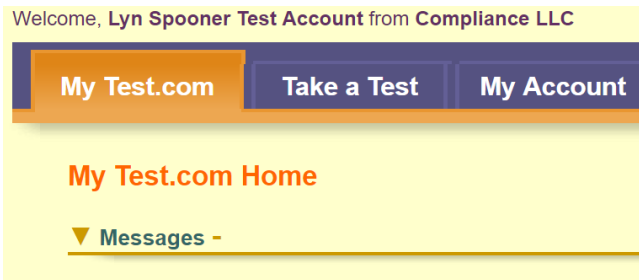 Welcome, Lyn Spooner Test Account from Compliance LLC
My Test.com Take a Test My Account
My Test.com Home
▼ Messages -